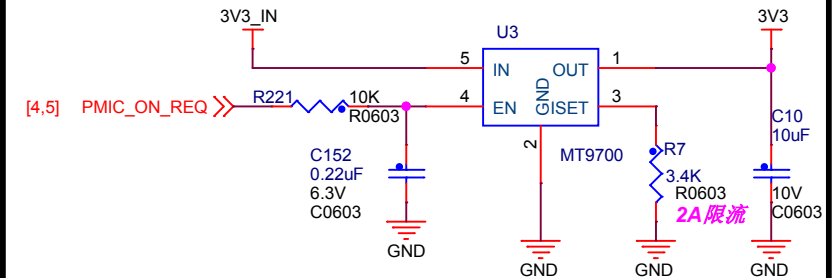 3V3_IN
3V3
U3
5
IN
OUT
1
[4,5] PMIC_ON_REQ
R221
10K
R0603
4
EN
GND
ISET
3
2
MT9700
C152
0.22uF
6.3V
C0603
R7
3.4K
R0603
2A限流
C10
10uF
10V
C0603
GND
GND
GND
GND